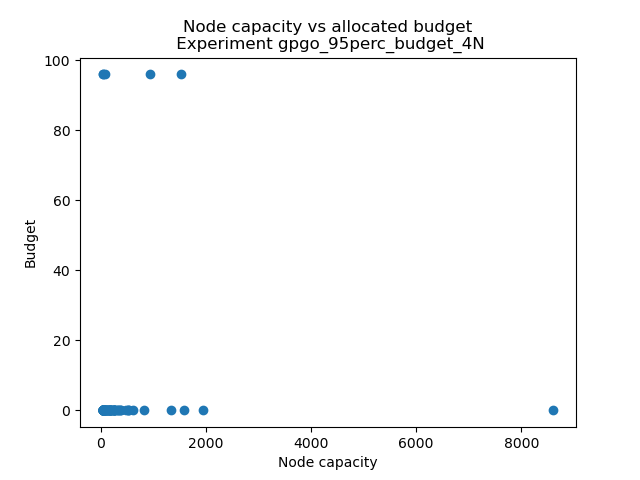 Node capacity vs allocated budget
Experiment gpgo_95perc_budget_4N
100
80
60
40
20
0
Budget
0
2000
4000
6000
8000
Node capacity